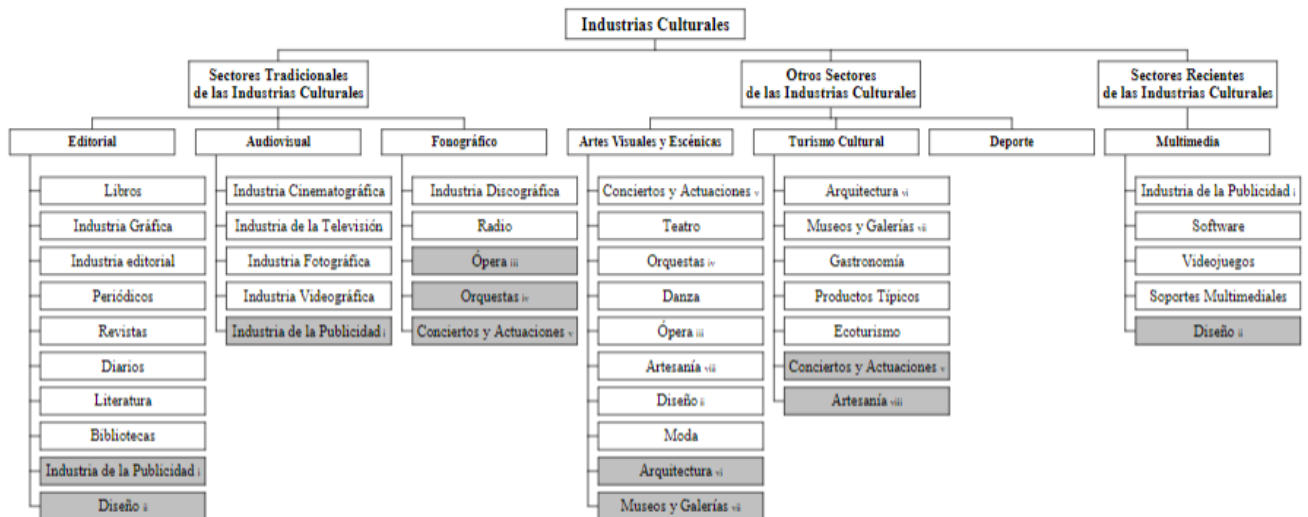 Industrias Culturales
Sectores Tradicionales
de las Industrias Culturales
Otros Sectores
de las Industrias Culturales
Sectores Recientes
de las Industrias Culturales
Editorial
Audiovisual
Fonográfico
Artes Visuales y Escénicas
Turismo Cultural
Deporte
Multimedia
Libros
Industria Gráfica
Industria editorial
Periódicos
Revistas
Diarios
Literatura
Bibliotecas
Industria de la Publicidad i
Diseño ii
Industria Cinematográfica
Industria de la Televisión
Industria Fotográfica
Industria Videográfica
Industria de la Publicidad i
Industria Discográfica
Radio
Ópera iii
Orquestas iv
Conciertos y Actuaciones v
Conciertos y Actuaciones v
Teatro
Orquestas iv
Danza
Ópera iii
Artesanía viii
Diseño ii
Moda
Arquitectura vi
Museos y Galerías vii
Arquitectura vi
Museos y Galerías vii
Gastronomía
Productos Típicos
Ecoturismo
Conciertos y Actuaciones v
Artesanía viii
Industria de la Publicidad i
Software
Videojuegos
Soportes Multimediales
Diseño ii